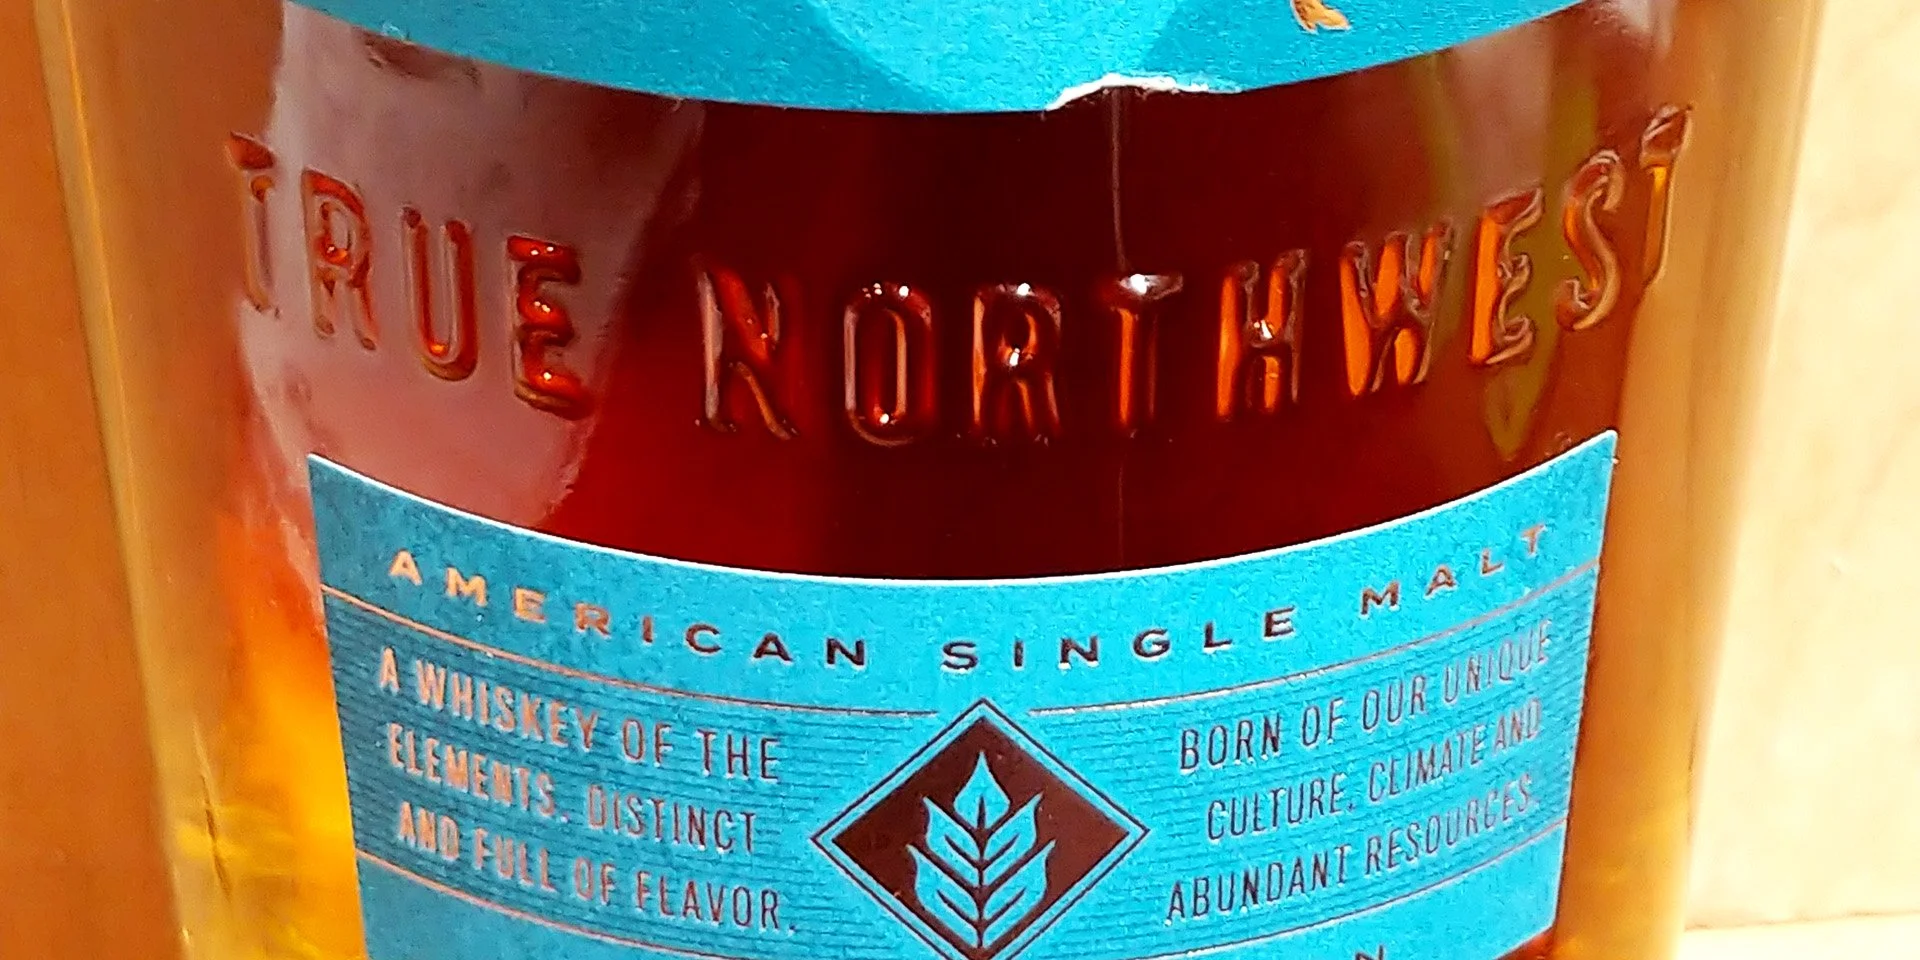 TRUE NORTHWEST
AMERICAN SINGLE MALT
A WHISKEY OF THE
ELEMENTS. DISTINCT
AND FULL OF FLAVOR.
BORN OF OUR UNIQUE
CULTURE, CLIMATE AND
ABUNDANT RESOURCES.